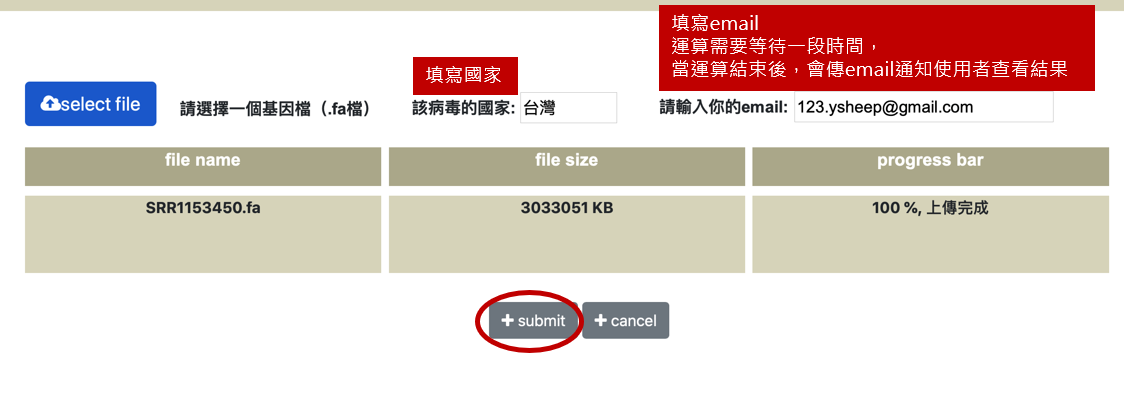 填寫email
運算需要等待一段時間，
當運算結束後，會傳email通知使用者查看結果
填寫國家
select file
請選擇一個基因檔（.fa檔）
該病毒的國家: 台灣
請輸入你的email: 123.ysheep@gmail.com
file name file size progress bar
SRR1153450.fa 3033051 KB 100 %, 上傳完成
+ submit + cancel